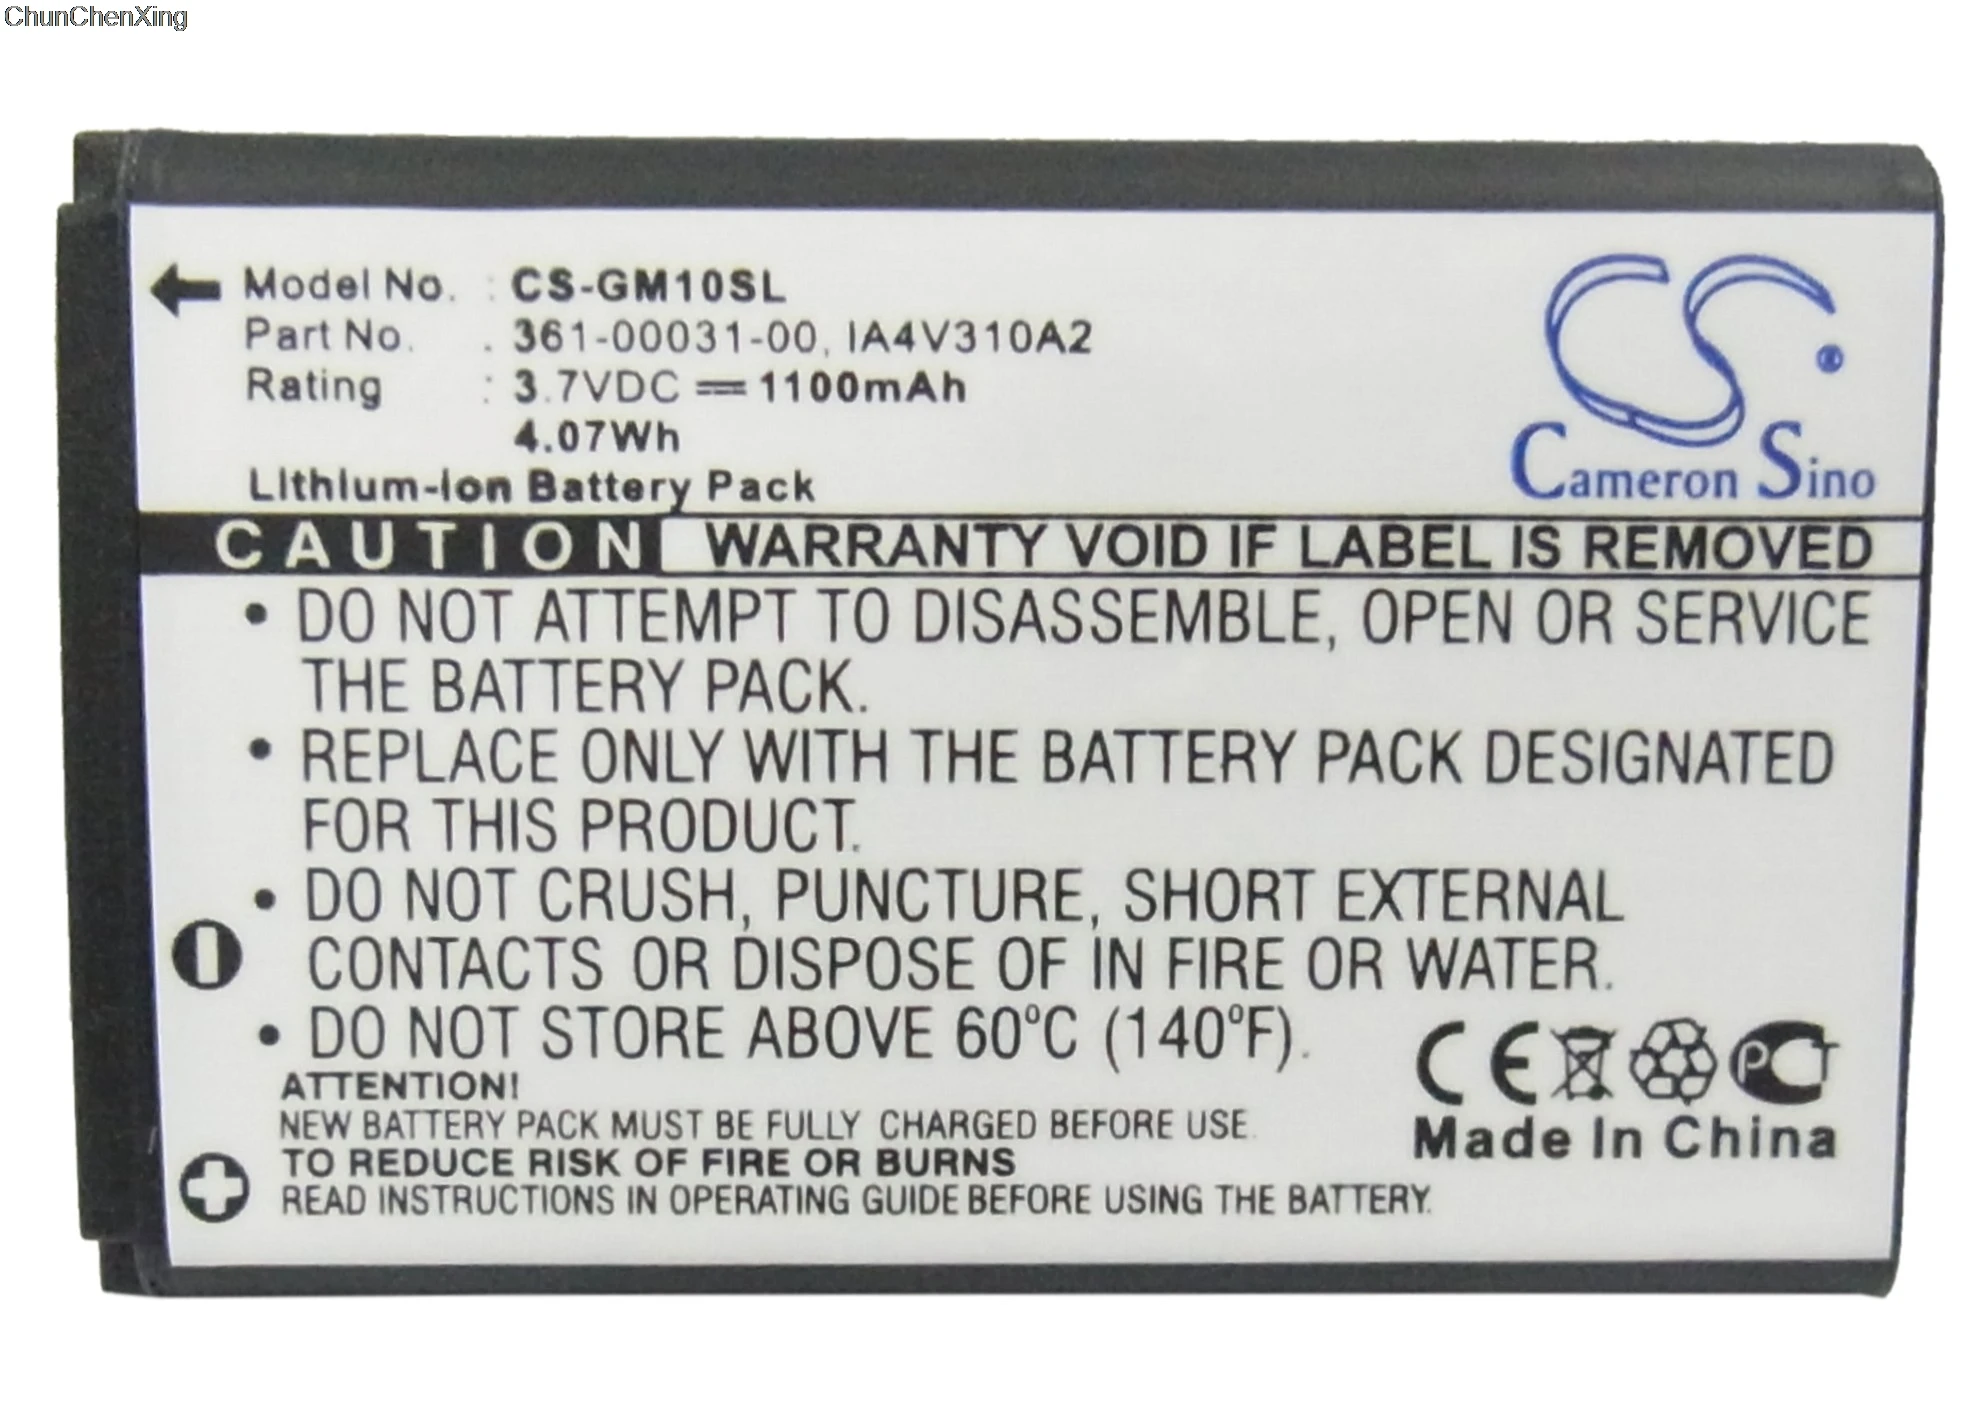 ChunChenXing
Model No. : CS-GM10SL
Part No. . 361-00031-00, IA4V310A2
Rating : 3.7VDC ⎓ 1100mAh
4.07Wh
Lithium-Ion Battery Pack
CS ®
Cameron Sino
CAUTION WARRANTY VOID IF LABEL IS REMOVED
• DO NOT ATTEMPT TO DISASSEMBLE, OPEN OR SERVICE
THE BATTERY PACK.
• REPLACE ONLY WITH THE BATTERY PACK DESIGNATED
FOR THIS PRODUCT.
• DO NOT CRUSH, PUNCTURE, SHORT EXTERNAL
CONTACTS OR DISPOSE OF IN FIRE OR WATER.
• DO NOT STORE ABOVE 60°C (140°F).
ATTENTION!
NEW BATTERY PACK MUST BE FULLY CHARGED BEFORE USE.
TO REDUCE RISK OF FIRE OR BURNS
READ INSTRUCTIONS IN OPERATING GUIDE BEFORE USING THE BATTERY.
CE PCT
Made In China